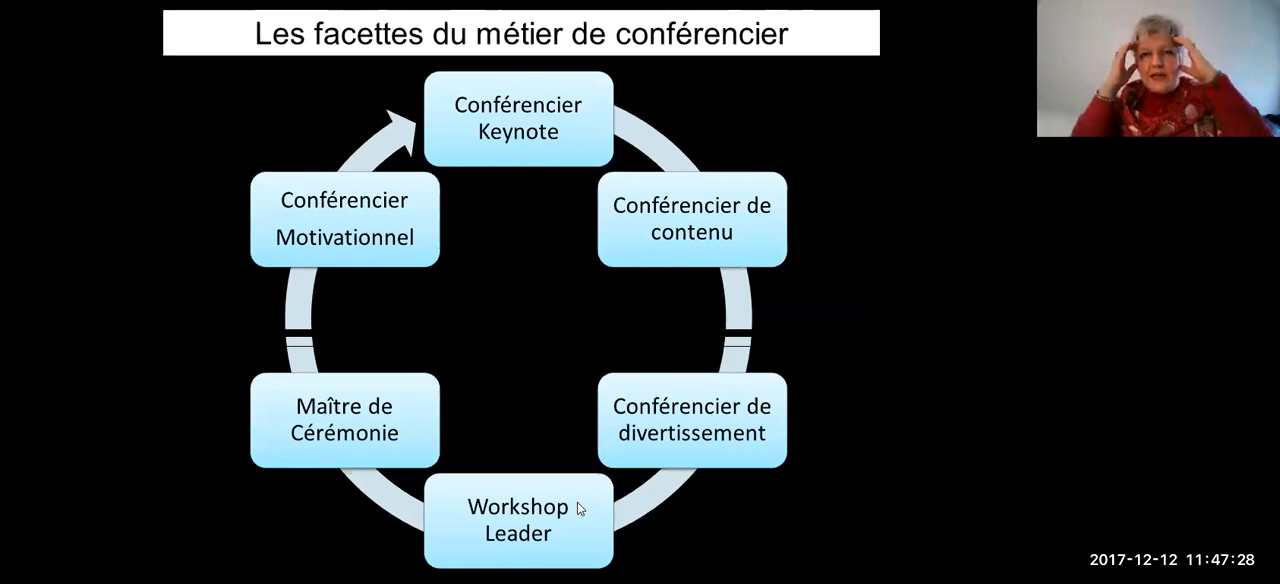 Les facettes du métier de conférencier
Conférencier
Keynote
Conférencier de
contenu
Conférencier de
divertissement
Workshop
Leader
Maître de
Cérémonie
Conférencier
Motivationnel
2017-12-12 11:47:28